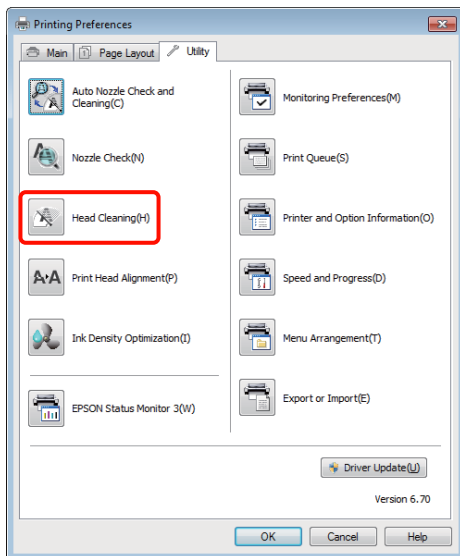 Printing Preferences
Main
Page Layout
Utility
Auto Nozzle Check and
Cleaning(C)
Nozzle Check(N)
Head Cleaning(H)
Print Head Alignment(P)
Ink Density Optimization(I)
EPSON Status Monitor 3(W)
Monitoring Preferences(M)
Print Queue(S)
Printer and Option Information(O)
Speed and Progress(D)
Menu Arrangement(T)
Export or Import(E)
Driver Update(U)
Version 6.70
OK
Cancel
Help